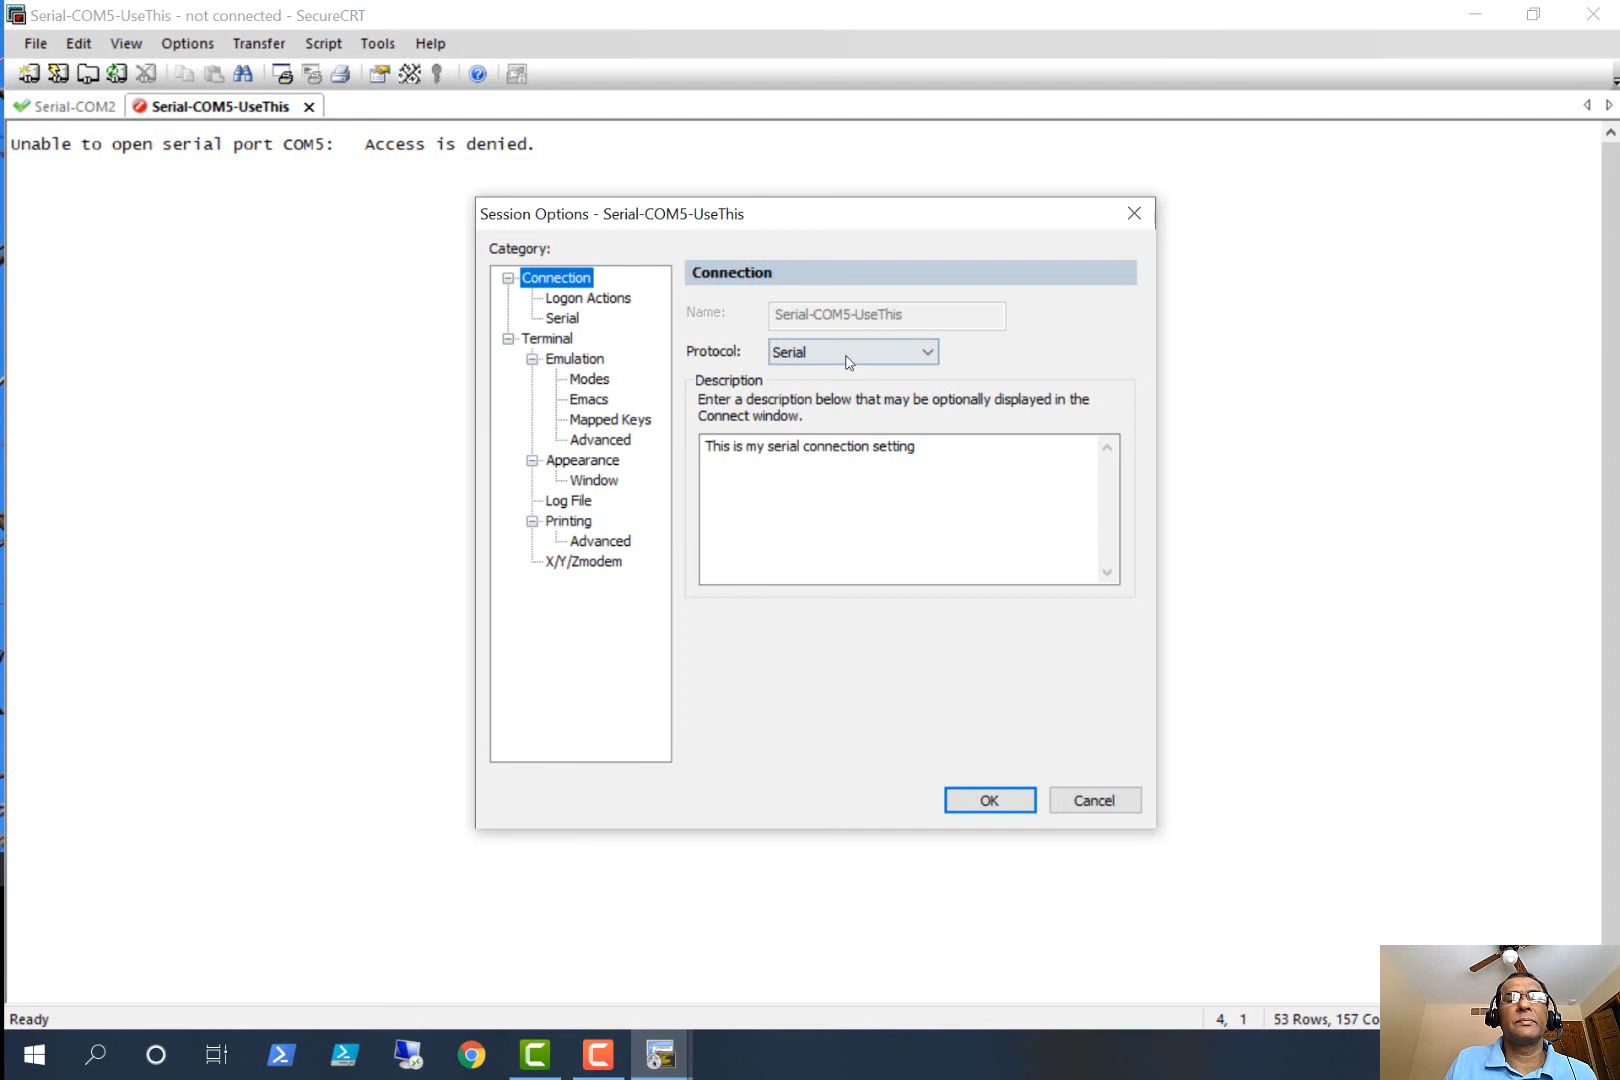 Serial-COM5-UseThis - not connected - SecureCRT
File Edit View Options Transfer Script Tools Help
Serial-COM2 Serial-COM5-UseThis
Unable to open serial port COM5: Access is denied.
Session Options - Serial-COM5-UseThis
Category:
Connection
Logon Actions
Serial
Terminal
Emulation
Modes
Emacs
Mapped Keys
Advanced
Appearance
Window
Log File
Printing
Advanced
X/Y/Zmodem
Connection
Name: Serial-COM5-UseThis
Protocol: Serial
Description
Enter a description below that may be optionally displayed in the
Connect window.
This is my serial connection setting
OK Cancel
Ready 4, 1 53 Rows, 157 Co